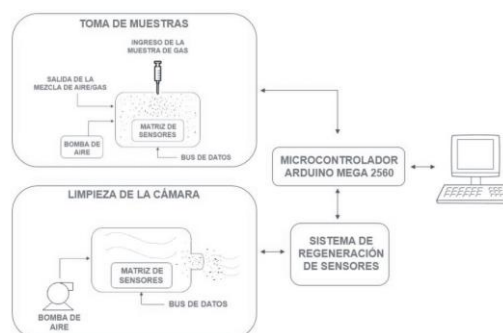 TOMA DE MUESTRAS
INGRESO DE LA
MUESTRA DE GAS
SALIDA DE LA
MEZCLA DE AIRE/GAS
MATRIZ DE
SENSORES
BOMBA DE
AIRE
BUS DE DATOS
MICROCONTROLADOR
ARDUINO MEGA 2560
LIMPIEZA DE LA CÁMARA
MATRIZ DE
SENSORES
BUS DE DATOS
BOMBA DE
AIRE
SISTEMA DE
REGENERACIÓN
DE SENSORES